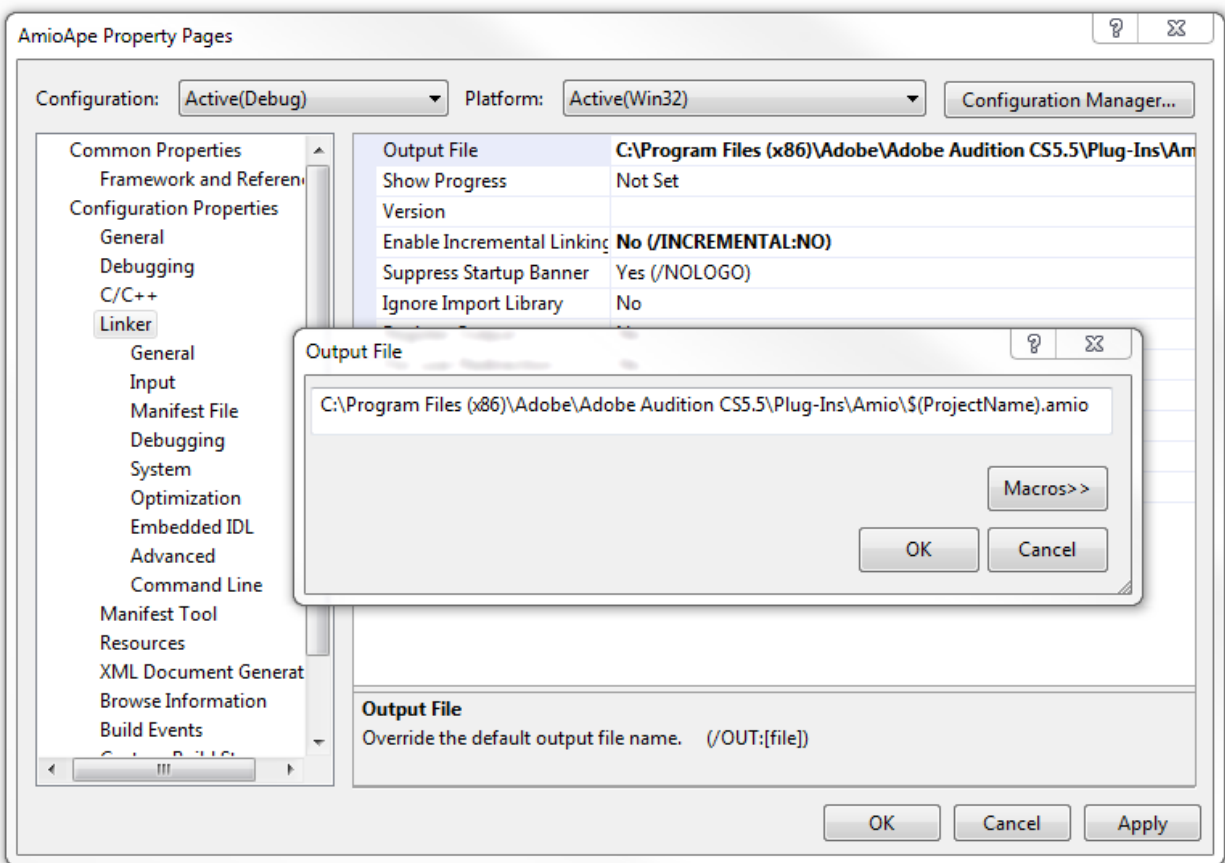 AmioApe Property Pages
Configuration: Active(Debug) Platform: Active(Win32) Configuration Manager...
Common Properties
Framework and Referen
Configuration Properties
General
Debugging
C/C++
Linker
General
Input
Manifest File
Debugging
System
Optimization
Embedded IDL
Advanced
Command Line
Manifest Tool
Resources
XML Document Generat
Browse Information
Build Events
Output File C:\Program Files (x86)\Adobe\Adobe Audition CS5.5\Plug-Ins\Am
Show Progress Not Set
Version
Enable Incremental Linking No (/INCREMENTAL:NO)
Suppress Startup Banner Yes (/NOLOGO)
Ignore Import Library No
Output File
C:\Program Files (x86)\Adobe\Adobe Audition CS5.5\Plug-Ins\Amio\$(ProjectName).amio
Macros>>
OK Cancel
Output File
Override the default output file name. (/OUT:[file])
OK Cancel Apply